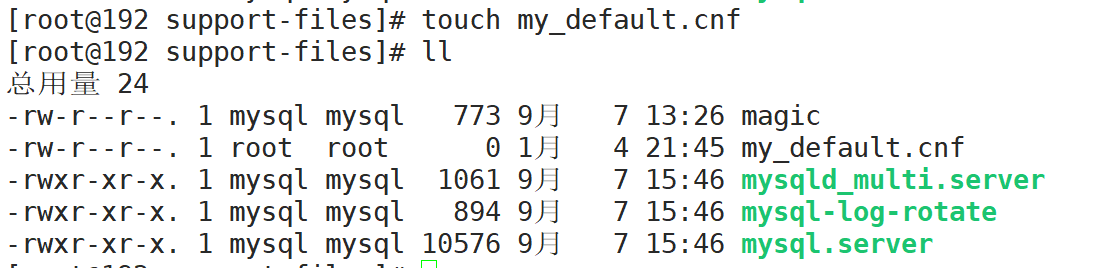 [root@192 support-files]# touch my_default.cnf
[root@192 support-files]# ll
总用量 24
-rw-r--r--. 1 mysql mysql   773 9月   7 13:26 magic
-rw-r--r--. 1 root  root      0 1月   4 21:45 my_default.cnf
-rwxr-xr-x. 1 mysql mysql  1061 9月   7 15:46 mysqld_multi.server
-rwxr-xr-x. 1 mysql mysql   894 9月   7 15:46 mysql-log-rotate
-rwxr-xr-x. 1 mysql mysql 10576 9月   7 15:46 mysql.server
[root@192 support-files]#